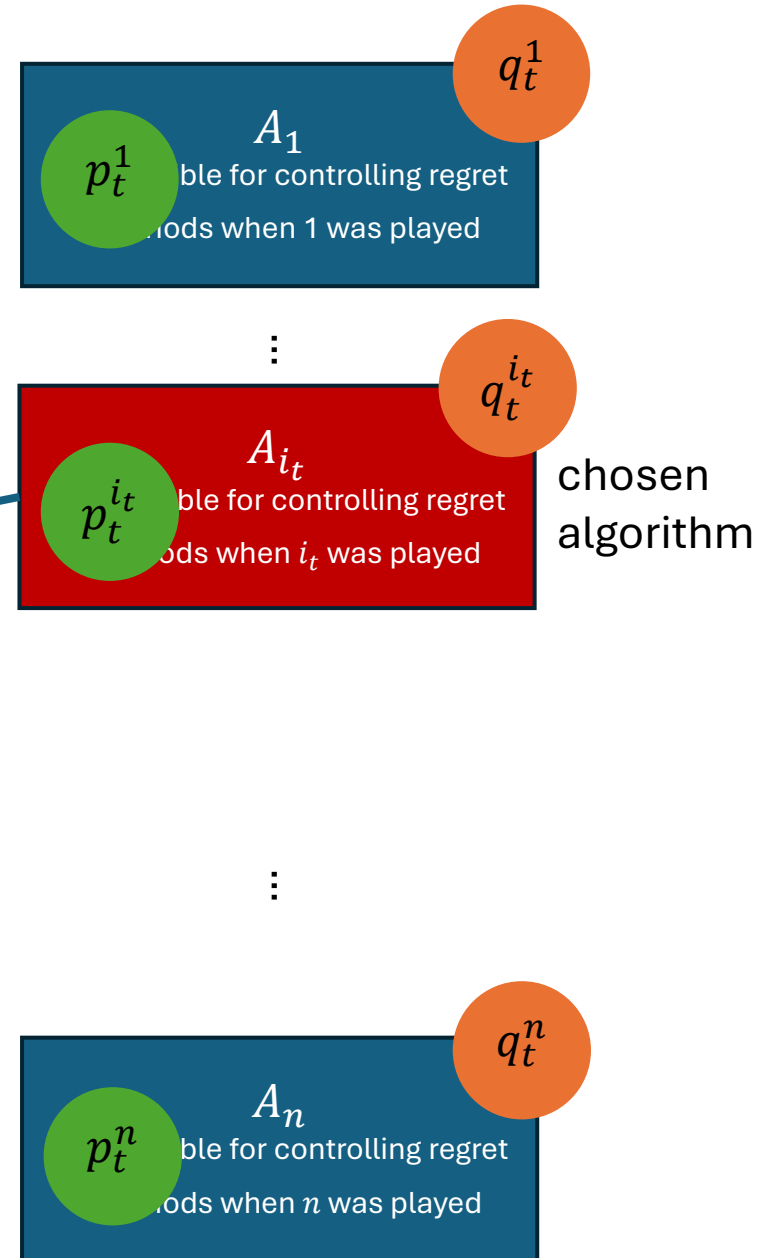 q_t^1
A_1
p_t^1
ble for controlling regret
iods when 1 was played
⋮
q_t^{i_t}
A_{i_t}
p_t^{i_t}
ble for controlling regret
ods when i_t was played
chosen
algorithm
⋮
q_t^n
A_n
p_t^n
ble for controlling regret
iods when n was played